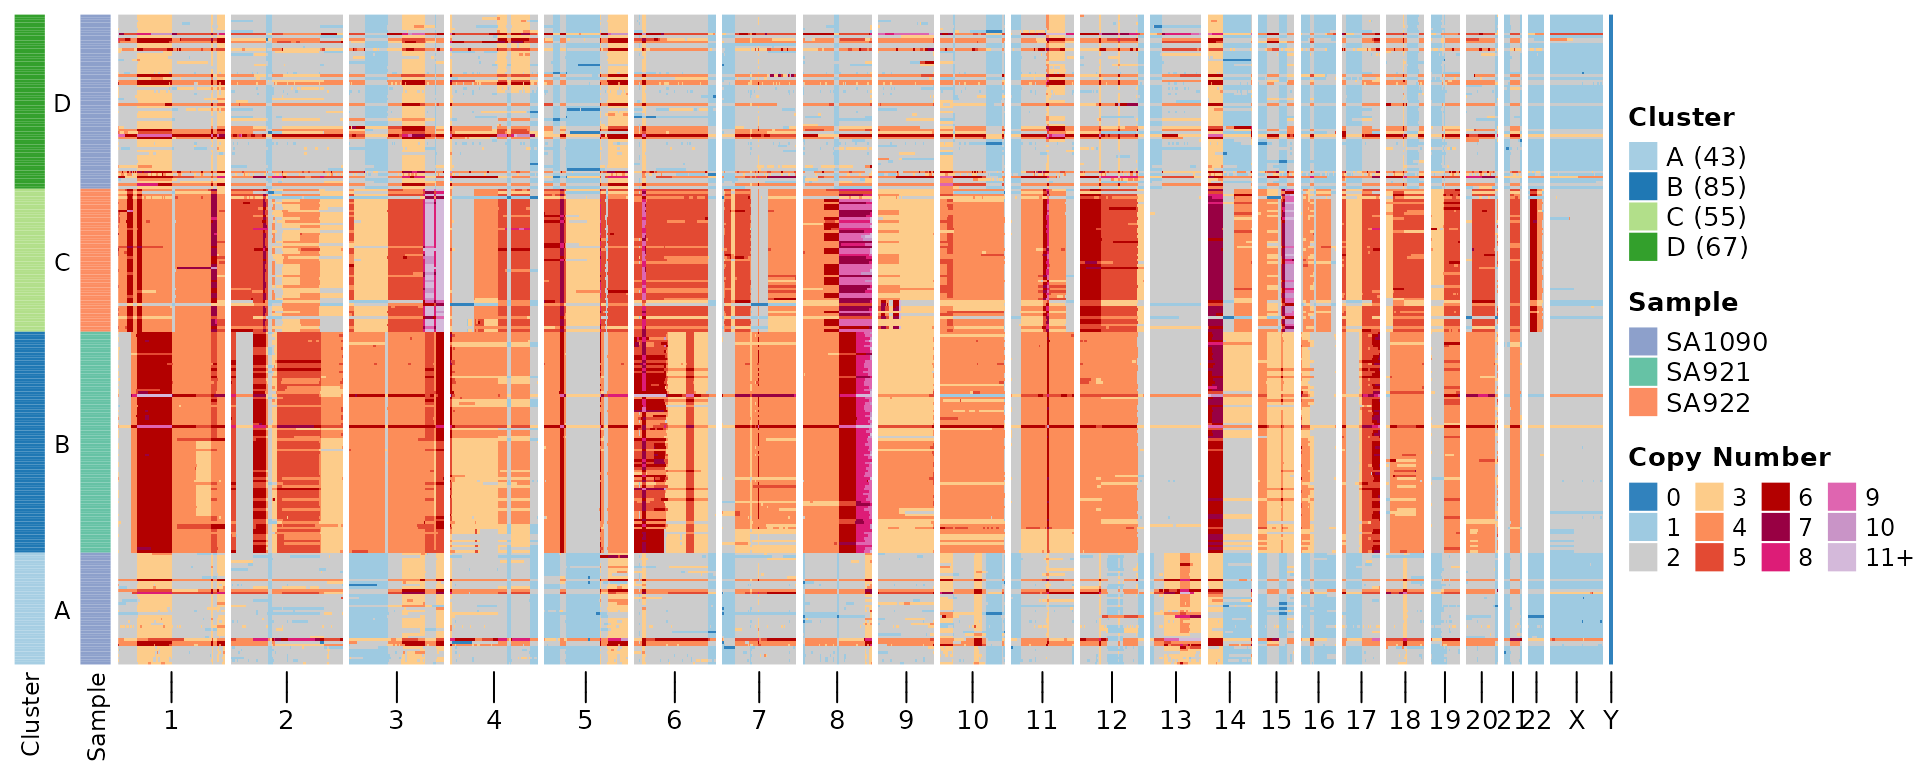 D
C
B
A
Cluster
Sample
1 2 3 4 5 6 7 8 9 10 11 12 13 14 15 16 17 18 19 20 21 22 X Y
Cluster
A (43)
B (85)
C (55)
D (67)
Sample
SA1090
SA921
SA922
Copy Number
0 3 6 9
1 4 7 10
2 5 8 11+